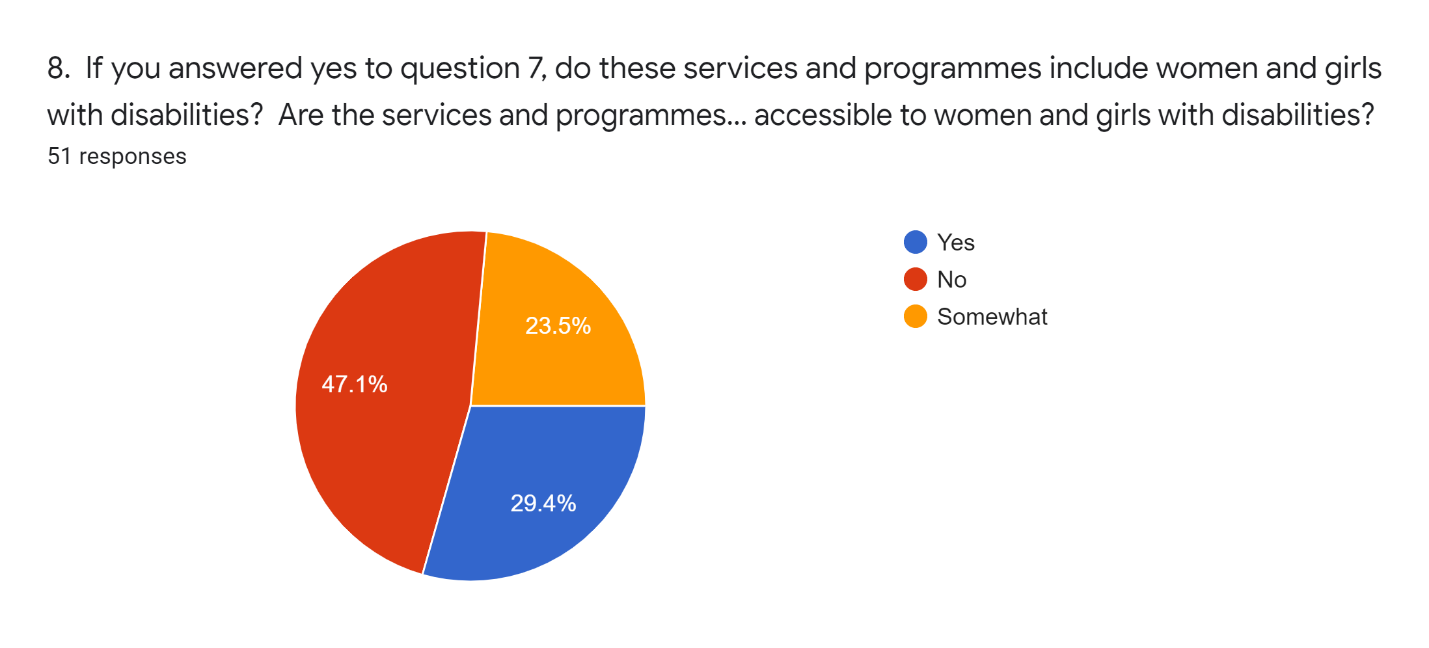 8. If you answered yes to question 7, do these services and programmes include women and girls
with disabilities? Are the services and programmes... accessible to women and girls with disabilities?
51 responses
Yes
No
Somewhat
23.5%
47.1%
29.4%